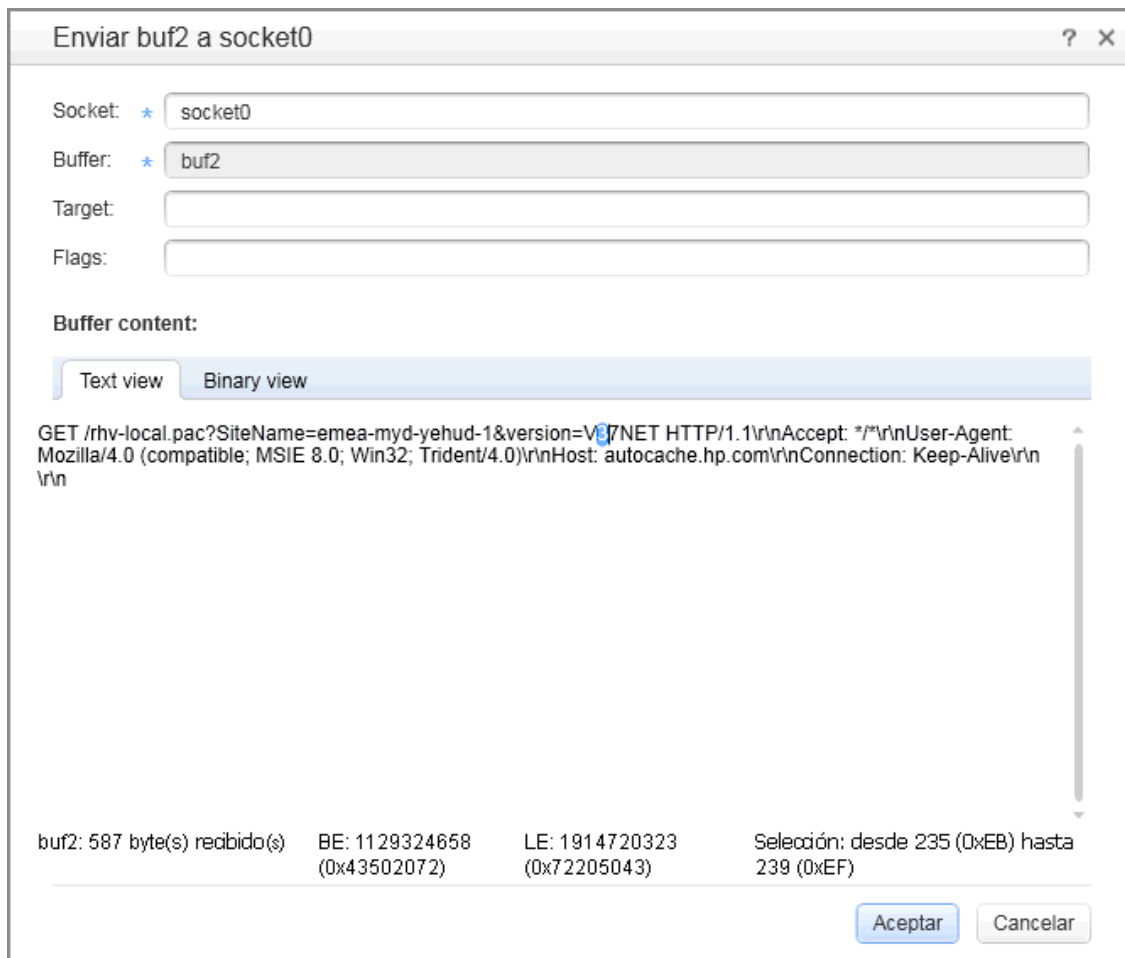 Enviar buf2 a socket0
? ×
Socket: * socket0
Buffer: * buf2
Target:
Flags:
Buffer content:
Text view Binary view
GET /rhv-local.pac?SiteName=emea-myd-yehud-1&version=V37NET HTTP/1.1\r\nAccept: */*\r\nUser-Agent:
Mozilla/4.0 (compatible; MSIE 8.0; Win32; Trident/4.0)\r\nHost: autocache.hp.com\r\nConnection: Keep-Alive\r\n
\r\n
buf2: 587 byte(s) recibido(s) BE: 1129324658 LE: 1914720323 Selección: desde 235 (0xEB) hasta
(0x43502072) (0x72205043) 239 (0xEF)
Aceptar Cancelar